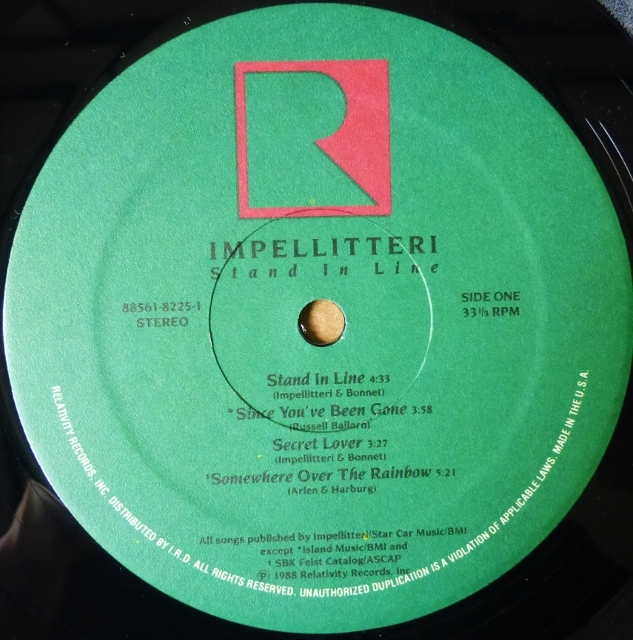 IMPELLITTERI
Stand In Line
88561-8225-1
STEREO
SIDE ONE
33⅓ RPM
Stand In Line 4:33
(Impellitteri & Bonnet)
*Since You've Been Gone 3:58
(Russell Ballard)
Secret Lover 3:27
(Impellitteri & Bonnet)
†Somewhere Over The Rainbow 5:21
(Arlen & Harburg)
All songs published by Impellitteri/Star Car Music/BMI
except *Island Music/BMI and
† SBK Feist Catalog/ASCAP
℗ 1988 Relativity Records, Inc.
RELATIVITY RECORDS, INC. DISTRIBUTED BY I.R.D. ALL RIGHTS RESERVED. UNAUTHORIZED DUPLICATION IS A VIOLATION OF APPLICABLE LAWS. MADE IN THE U.S.A.